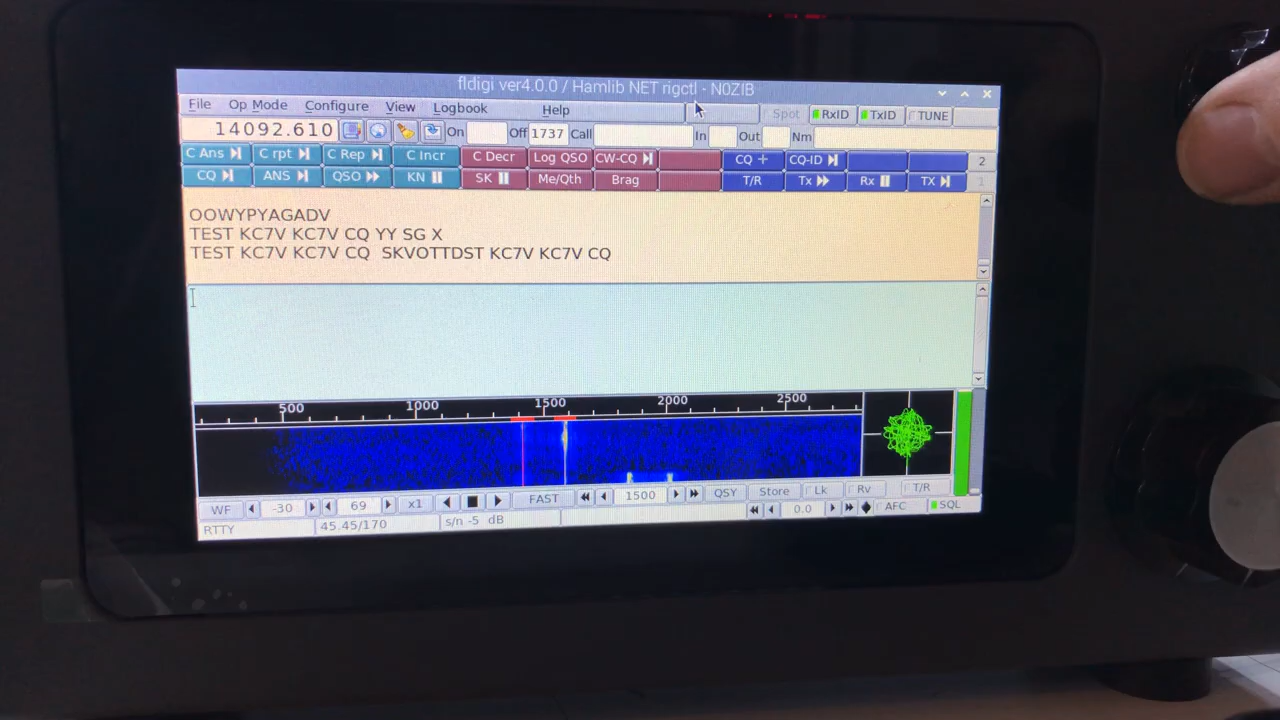 fldigi ver4.0.0 / Hamlib NET rigctl - N0ZIB
File Op Mode Configure View Logbook Help Spot RxID TxID TUNE
14092.610 On Off 1737 Call In Out Nm
C Ans C rpt C Rep C Incr C Decr Log QSO CW-CQ CQ CQ-ID 2
CQ ANS QSO KN SK Me/Qth Brag T/R Tx Rx TX 1
OOWYPYAGADV
TEST KC7V KC7V CQ YY SG X
TEST KC7V KC7V CQ SKVOTTDST KC7V KC7V CQ
500 1000 1500 2000 2500
WF -30 69 x1 FAST 1500 QSY Store Lk Rv T/R
RTTY 45.45/170 s/n -5 dB 0.0 AFC SQL